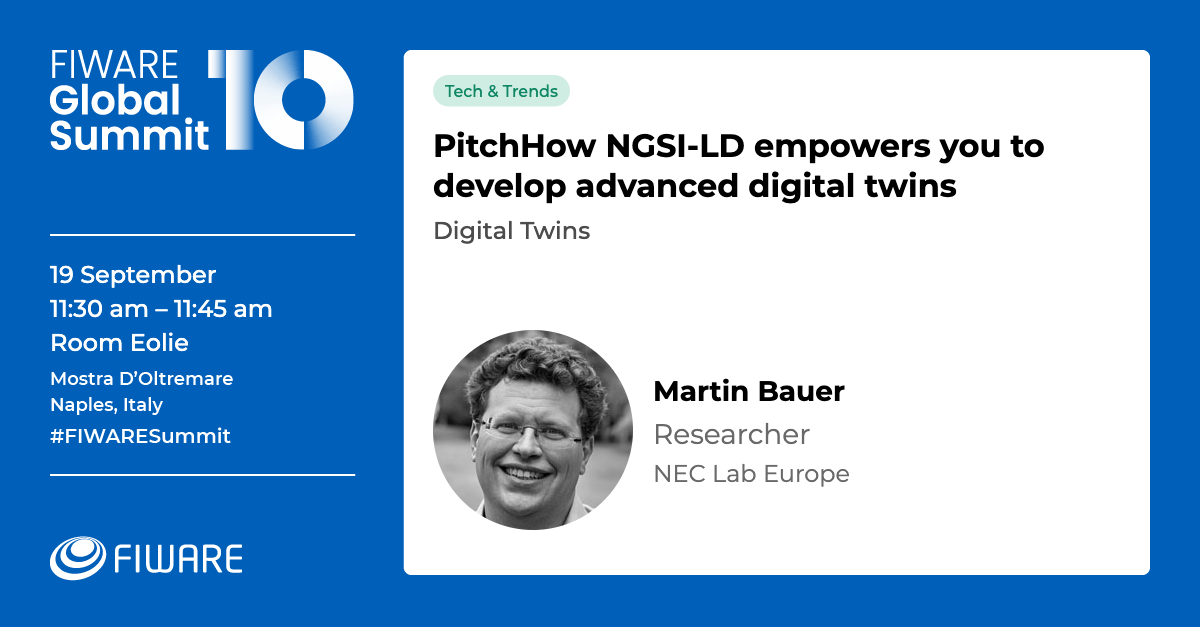 FIWARE
Global
Summit
10
19 September
11:30 am – 11:45 am
Room Eolie
Mostra D’Oltremare
Naples, Italy
#FIWARESummit
FIWARE
Tech & Trends
PitchHow NGSI-LD empowers you to
develop advanced digital twins
Digital Twins
Martin Bauer
Researcher
NEC Lab Europe